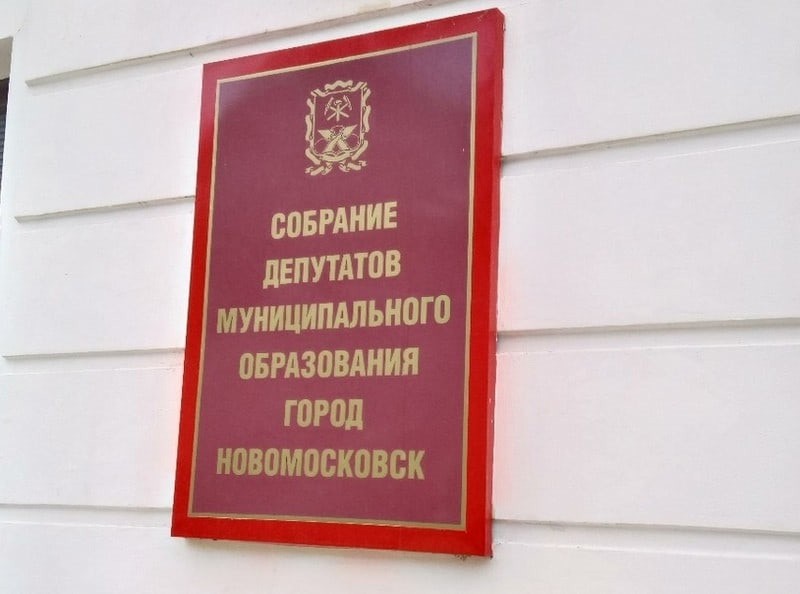 СОБРАНИЕ
ДЕПУТАТОВ
МУНИЦИПАЛЬНОГО
ОБРАЗОВАНИЯ
ГОРОД
НОВОМОСКОВСК